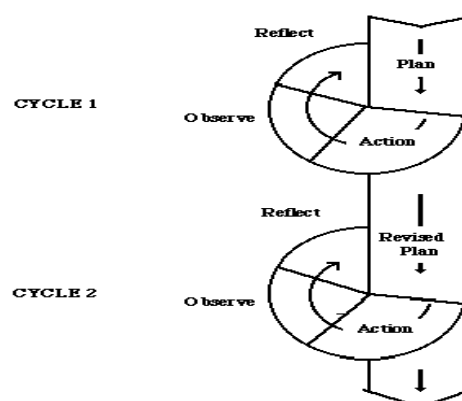 Reflect
Plan
CYCLE 1
Observe
Action
Reflect
Revised
Plan
CYCLE 2
Observe
Action